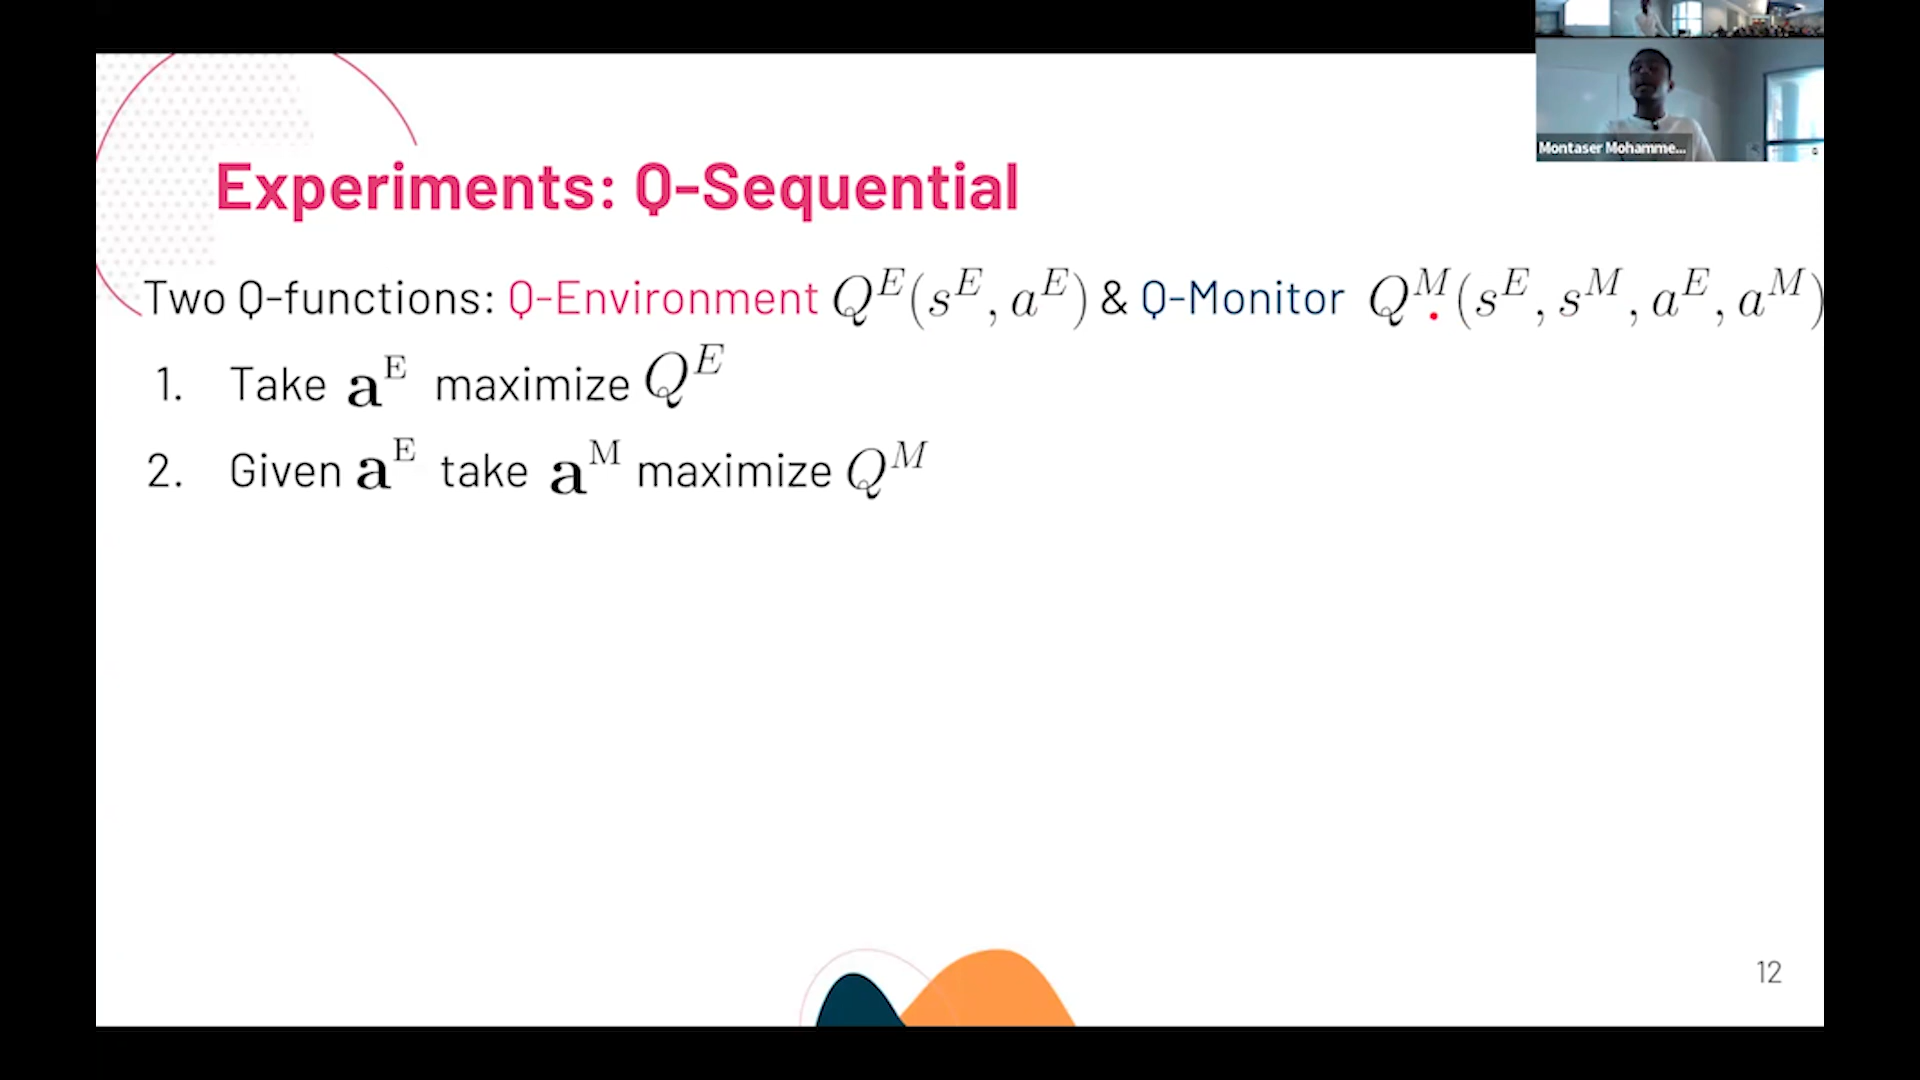 Montaser Mohamme...
Experiments: Q-Sequential
Two Q-functions: Q-Environment Q^E(s^E, a^E) & Q-Monitor Q^M(s^E, s^M, a^E, a^M)
1. Take a^E maximize Q^E
2. Given a^E take a^M maximize Q^M
12